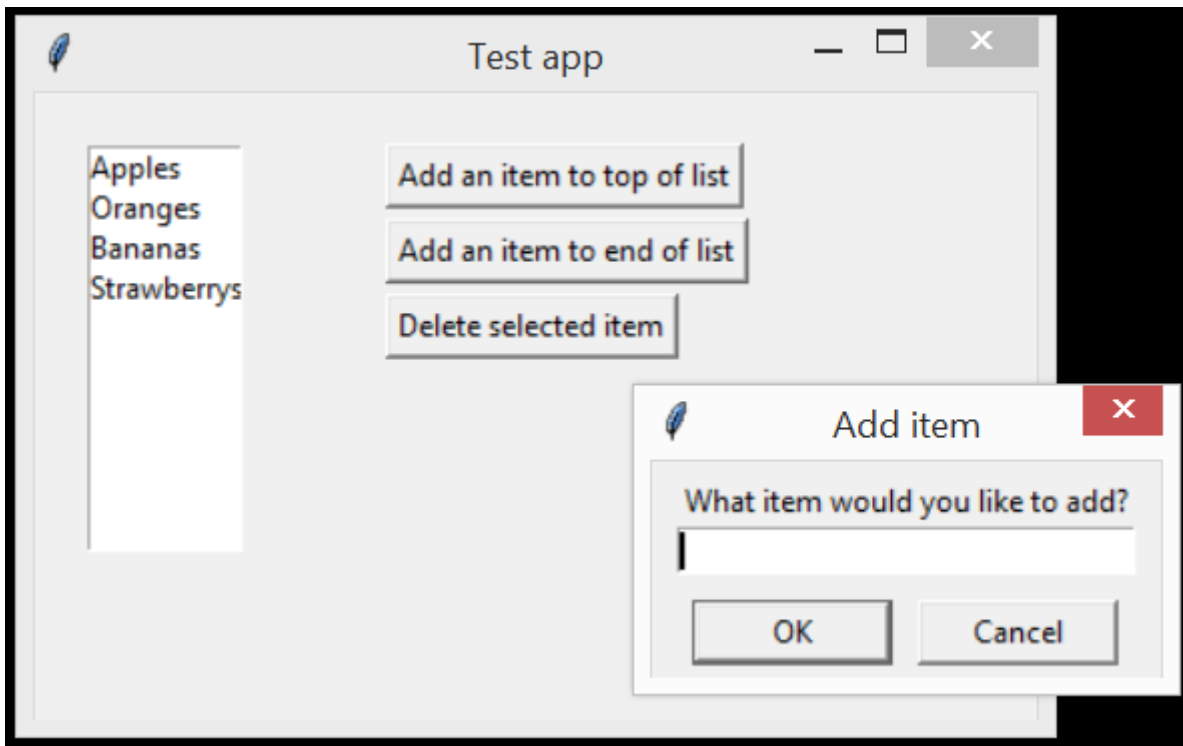 Test app
Apples
Oranges
Bananas
Strawberrys
Add an item to top of list
Add an item to end of list
Delete selected item
Add item
What item would you like to add?
OK
Cancel